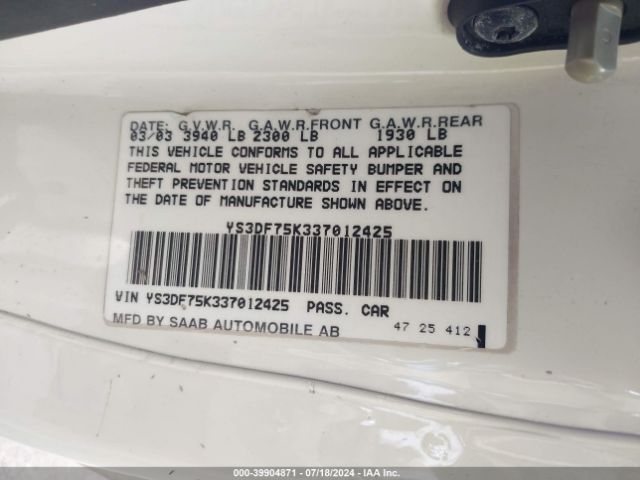 DATE: G.V.W.R. G.A.W.R.FRONT G.A.W.R.REAR
03/03 3940 LB 2300 LB 1930 LB
THIS VEHICLE CONFORMS TO ALL APPLICABLE
FEDERAL MOTOR VEHICLE SAFETY BUMPER AND
THEFT PREVENTION STANDARDS IN EFFECT ON
THE DATE OF MANUFACTURE SHOWN ABOVE.
YS3DF75K337012425
VIN YS3DF75K337012425 PASS. CAR
MFD BY SAAB AUTOMOBILE AB 47 25 412
000-39904871 / 07/18/2024 - IAA Inc.